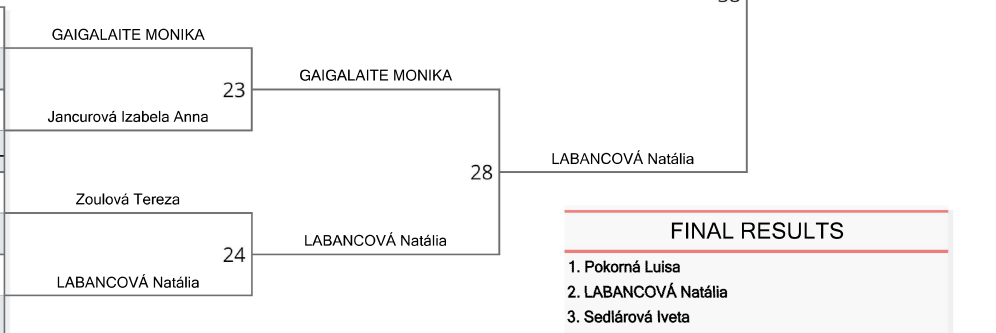 GAIGALAITE MONIKA
23
GAIGALAITE MONIKA
Jancurová Izabela Anna
28
LABANCOVÁ Natália
Zoulová Tereza
24
LABANCOVÁ Natália
LABANCOVÁ Natália
FINAL RESULTS
1. Pokorná Luisa
2. LABANCOVÁ Natália
3. Sedlárová Iveta